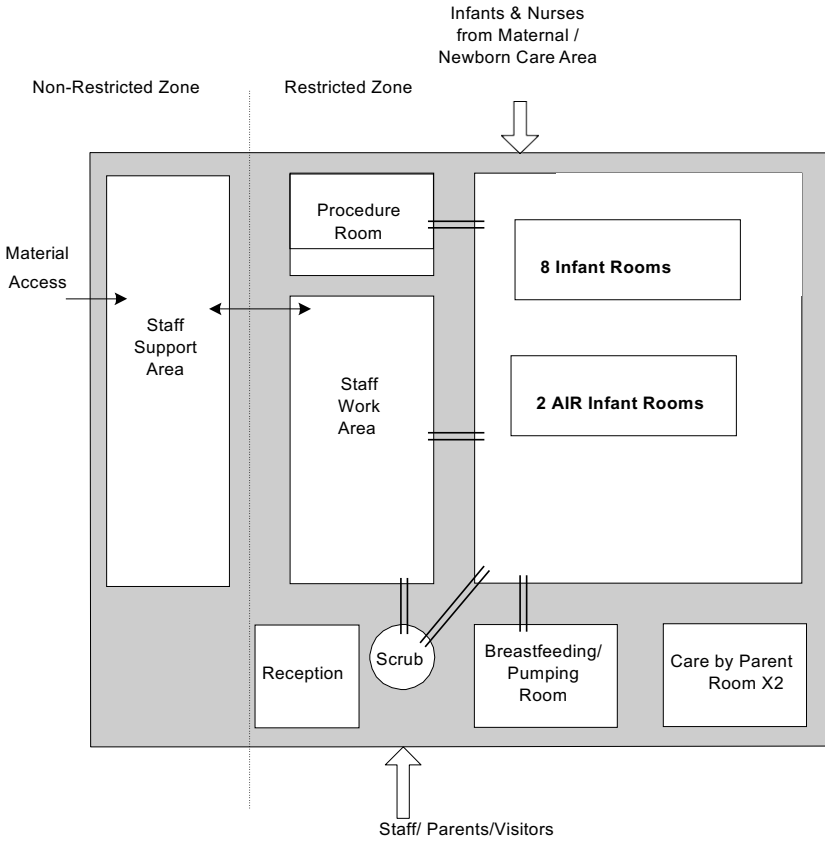 Infants & Nurses
from Maternal /
Newborn Care Area
Non-Restricted Zone
Restricted Zone
Procedure
Room
8 Infant Rooms
Material
Access
Staff
Support
Area
Staff
Work
Area
2 AIR Infant Rooms
Reception
Scrub
Breastfeeding/
Pumping
Room
Care by Parent
Room X2
Staff/ Parents/Visitors